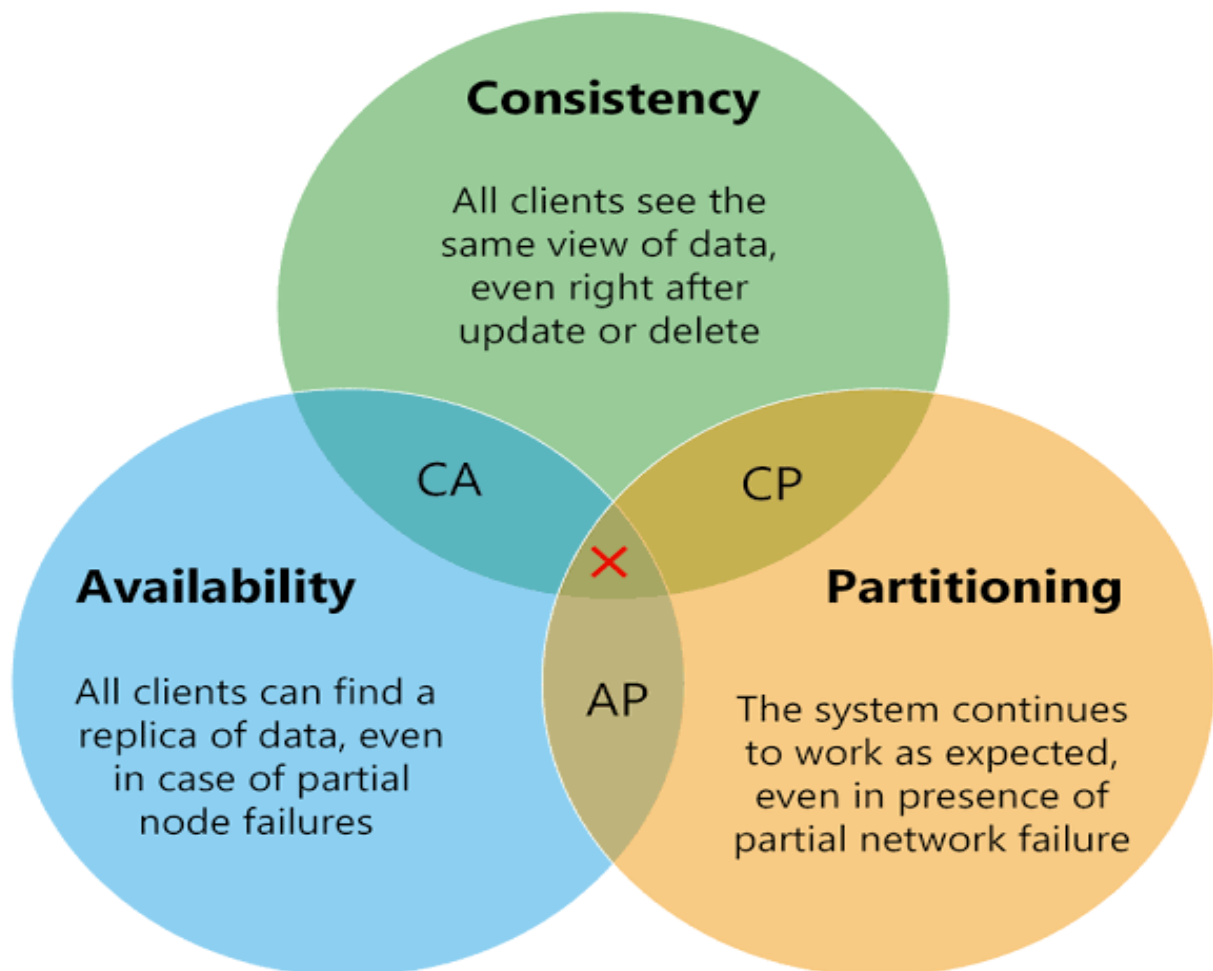 Consistency
All clients see the
same view of data,
even right after
update or delete
CA
CP
Availability
All clients can find a
replica of data, even
in case of partial
node failures
AP
Partitioning
The system continues
to work as expected,
even in presence of
partial network failure